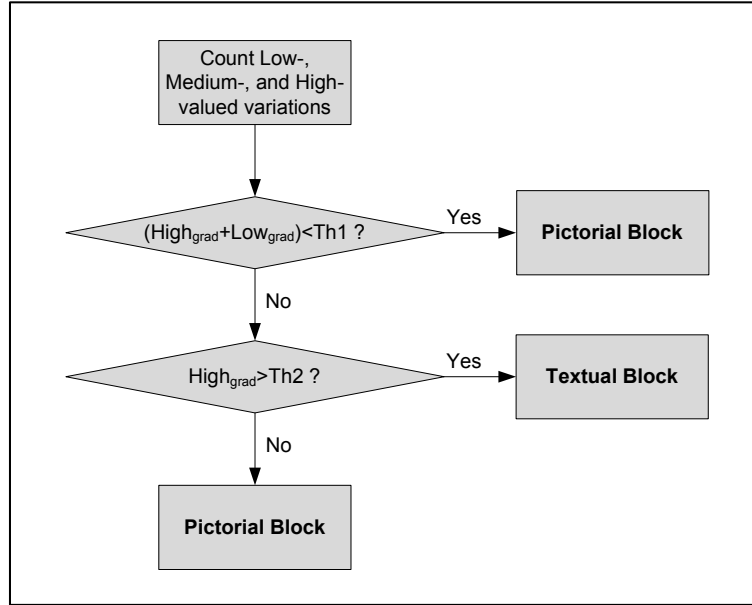 Count Low-,
Medium-, and High-
valued variations
(High_grad+Low_grad)<Th1 ?
Yes
Pictorial Block
No
High_grad>Th2 ?
Yes
Textual Block
No
Pictorial Block